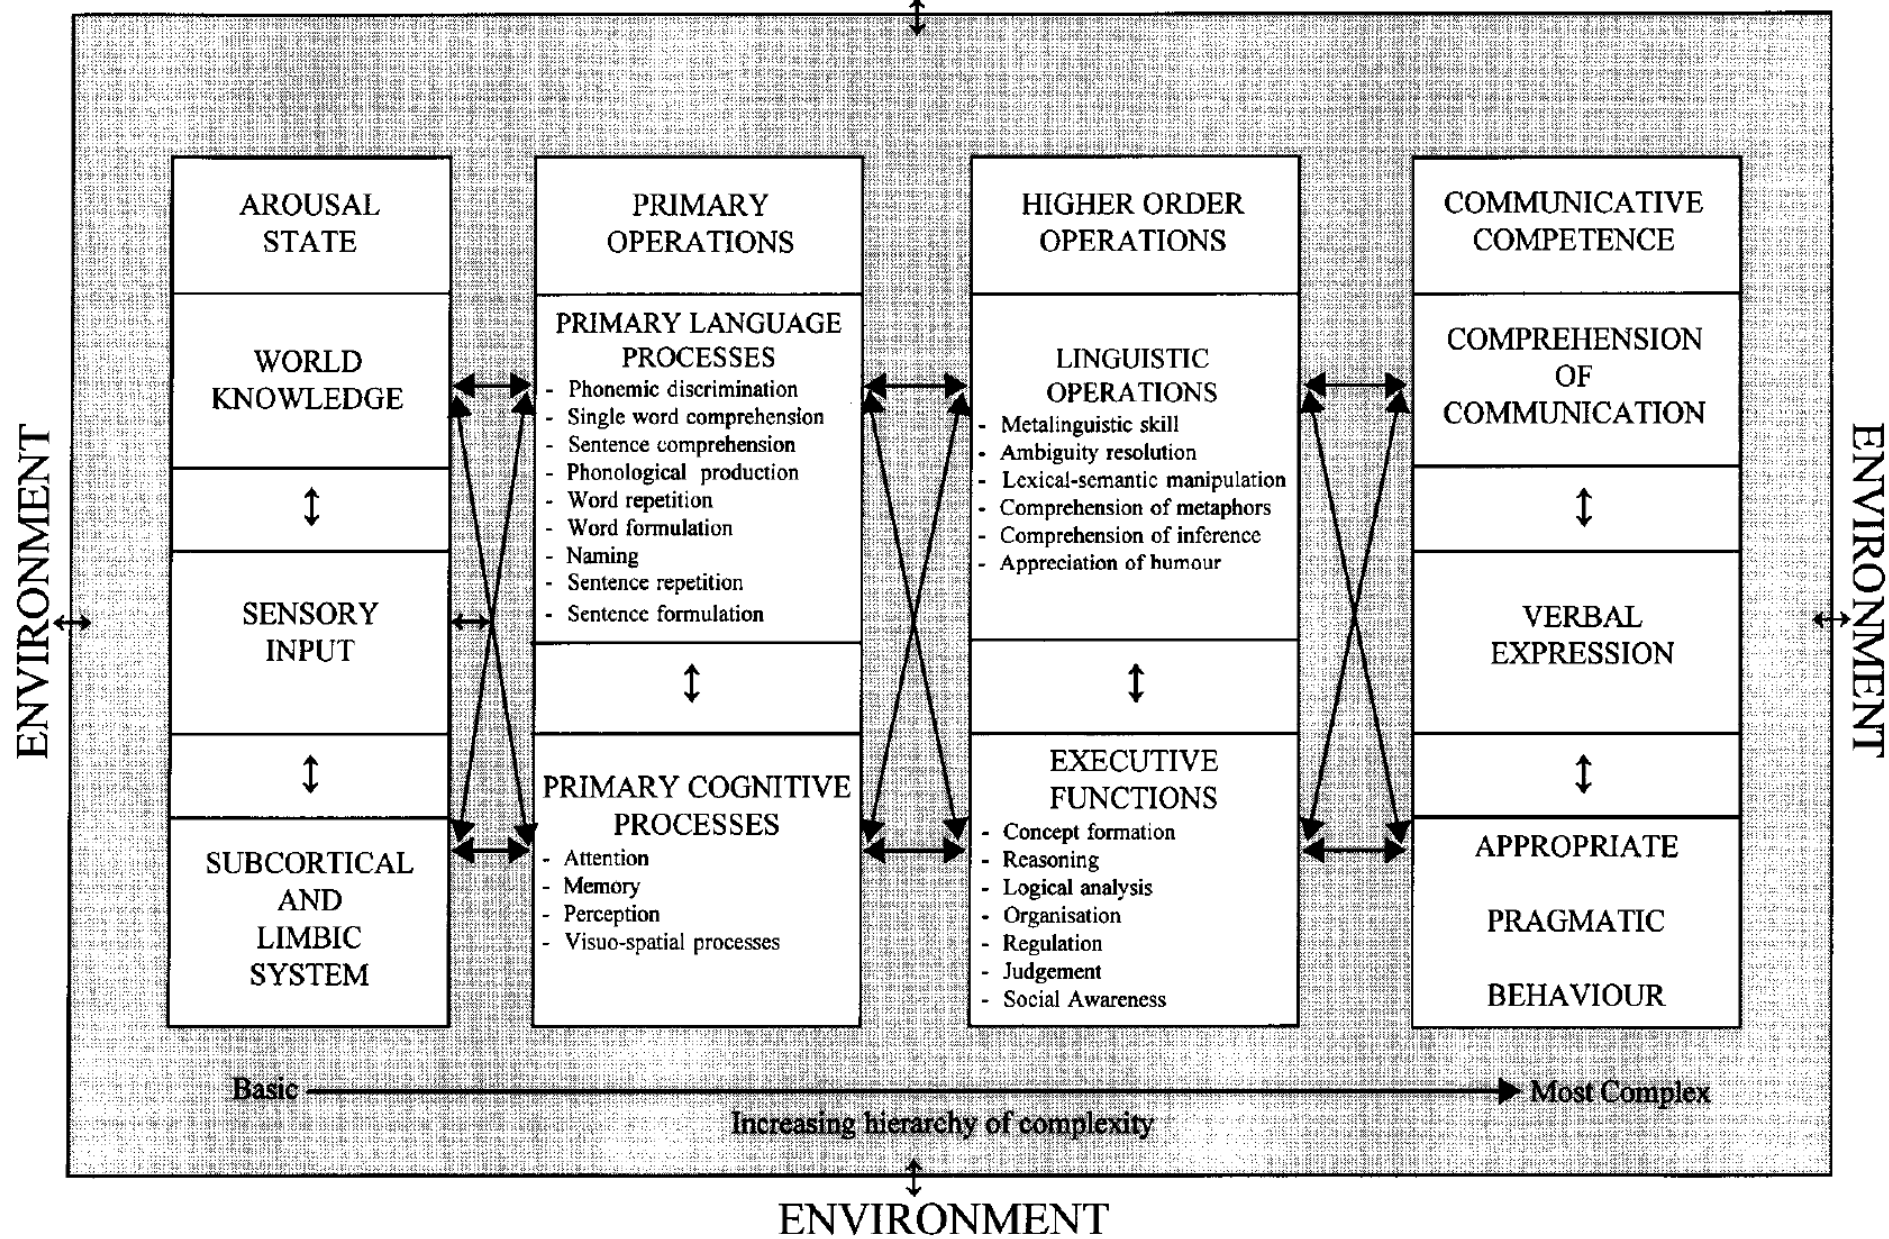 AROUSAL
STATE
WORLD
KNOWLEDGE
SENSORY
INPUT
SUBCORTICAL
AND
LIMBIC
SYSTEM
PRIMARY
OPERATIONS
PRIMARY LANGUAGE
PROCESSES
- Phonemic discrimination
- Single word comprehension
- Sentence comprehension
- Phonological production
- Word repetition
- Word formulation
- Naming
- Sentence repetition
- Sentence formulation
PRIMARY COGNITIVE
PROCESSES
- Attention
- Memory
- Perception
- Visuo-spatial processes
HIGHER ORDER
OPERATIONS
LINGUISTIC
OPERATIONS
- Metalinguistic skill
- Ambiguity resolution
- Lexical-semantic manipulation
- Comprehension of metaphors
- Comprehension of inference
- Appreciation of humour
EXECUTIVE
FUNCTIONS
- Concept formation
- Reasoning
- Logical analysis
- Organisation
- Regulation
- Judgement
- Social Awareness
COMMUNICATIVE
COMPETENCE
COMPREHENSION
OF
COMMUNICATION
VERBAL
EXPRESSION
APPROPRIATE
PRAGMATIC
BEHAVIOUR
ENVIRONMENT
ENVIRONMENT
Basic
Most Complex
Increasing hierarchy of complexity
ENVIRONMENT